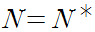 N = N*